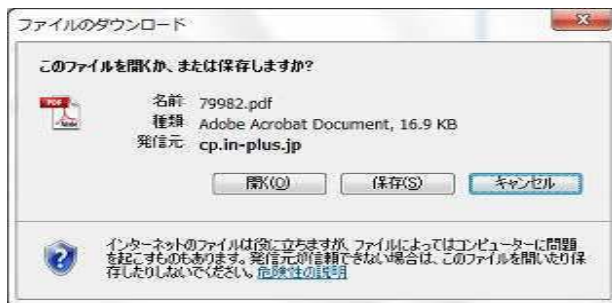 ファイルのダウンロード
このファイルを開くか、または保存しますか?
PDF
名前 79982.pdf
種類 Adobe Acrobat Document, 16.9 KB
発信元 cp.in-plus.jp
開く(O) 保存(S) キャンセル
インターネットのファイルは役に立ちますが、ファイルによってはコンピューターに問題
を起こすものもあります。発信元が信頼できない場合は、このファイルを開いたり保
存したりしないでください。危険性の説明